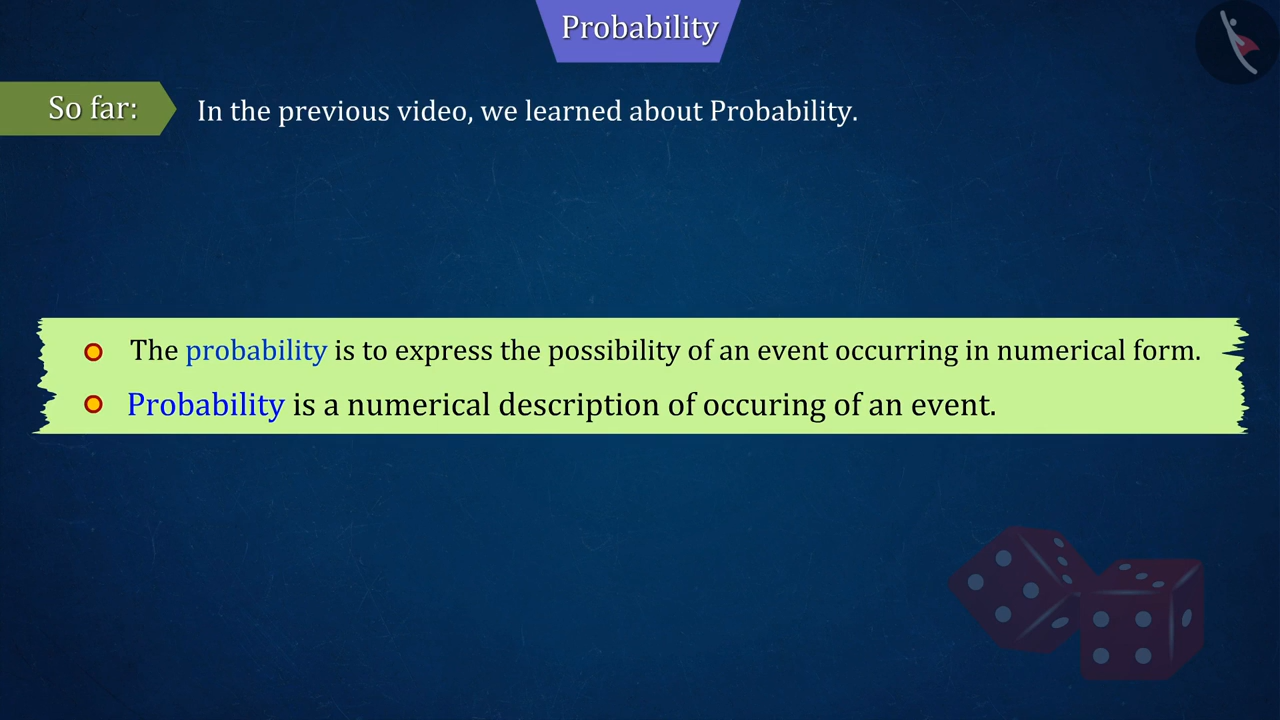 Probability
So far:
In the previous video, we learned about Probability.
The probability is to express the possibility of an event occurring in numerical form.
Probability is a numerical description of occuring of an event.